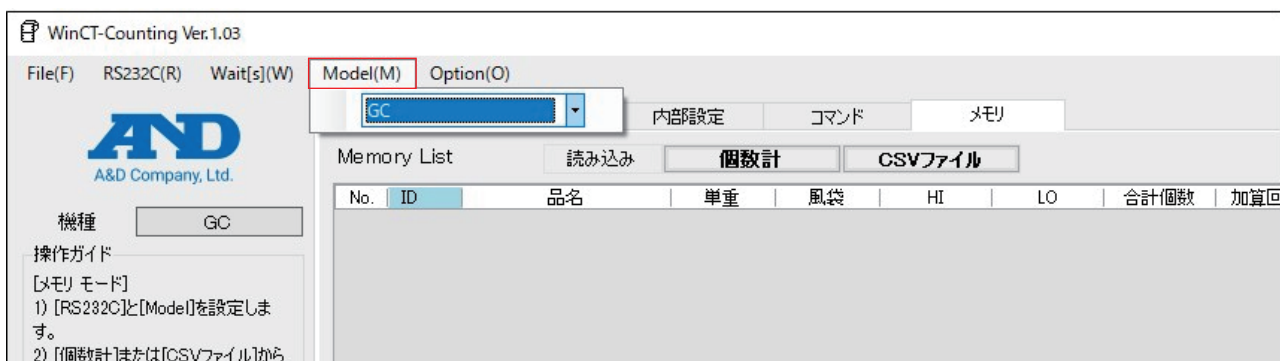 WinCT-Counting Ver.1.03
File(F) RS232C(R) Wait[s](W) Model(M) Option(O)
GC
内部設定 コマンド メモリ
AND
A&D Company, Ltd.
Memory List 読み込み 個数計 CSVファイル
No. ID 品名 単重 風袋 HI LO 合計個数 加算回
機種 GC
操作ガイド
[メモリ モード]
1) [RS232C]と[Model]を設定しま
す。
2) [個数計]または[CSVファイル]から